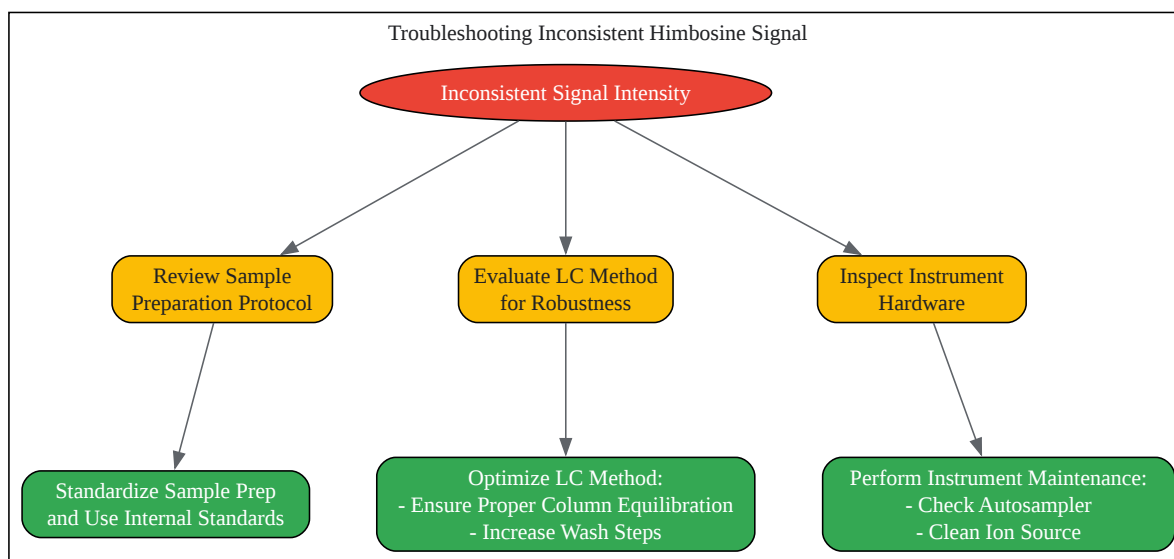 Troubleshooting Inconsistent Himbosine Signal
Inconsistent Signal Intensity
Review Sample
Preparation Protocol
Evaluate LC Method
for Robustness
Inspect Instrument
Hardware
Standardize Sample Prep
and Use Internal Standards
Optimize LC Method:
- Ensure Proper Column Equilibration
- Increase Wash Steps
Perform Instrument Maintenance:
- Check Autosampler
- Clean Ion Source